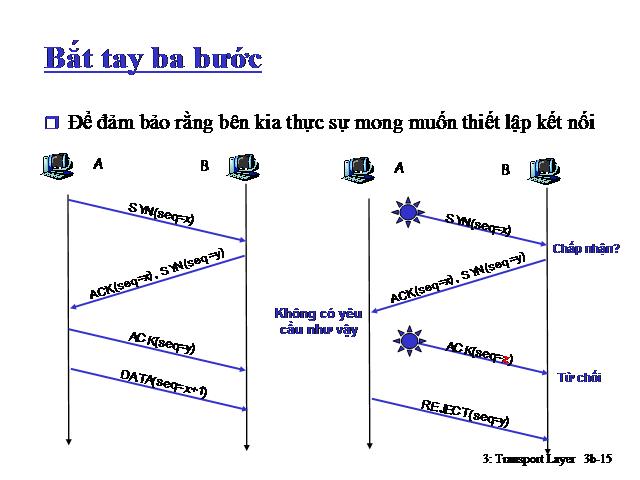 Bắt tay ba bước
Để đảm bảo rằng bên kia thực sự mong muốn thiết lập kết nối
A
B
SYN(seq=x)
ACK(seq=x), SYN(seq=y)
ACK(seq=y)
DATA(seq=x+1)
A
B
SYN(seq=x)
Chấp nhận?
ACK(seq=x), SYN(seq=y)
Không có yêu
cầu như vậy
ACK(seq=z)
Từ chối
REJECT(seq=y)
3: Transport Layer 3b-15